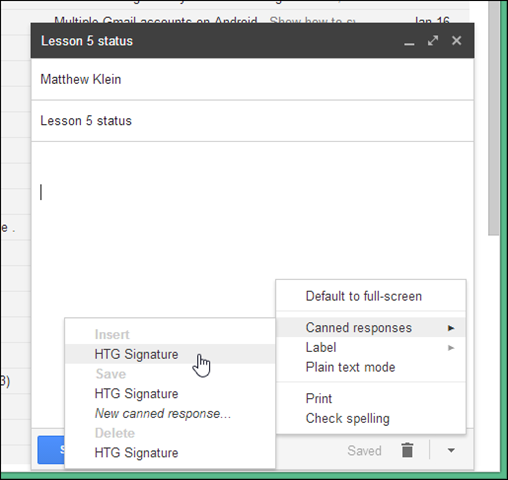 Multiple Gmail accounts on Android Show how to
Jan 16
Lesson 5 status
Matthew Klein
Lesson 5 status
e .
Default to full-screen
Canned responses
Label
Plain text mode
Print
Check spelling
Insert
HTG Signature
Save
HTG Signature
New canned response...
Delete
HTG Signature
3)
Saved